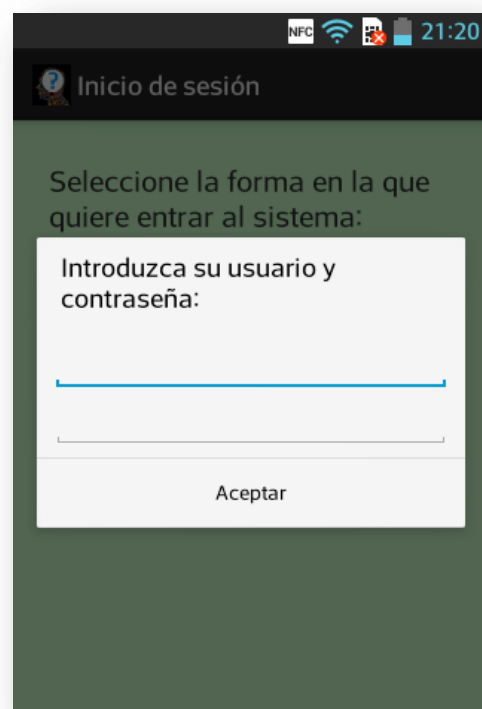 NFC 21:20
Inicio de sesión
Seleccione la forma en la que
quiere entrar al sistema:
Introduzca su usuario y
contraseña:
Aceptar